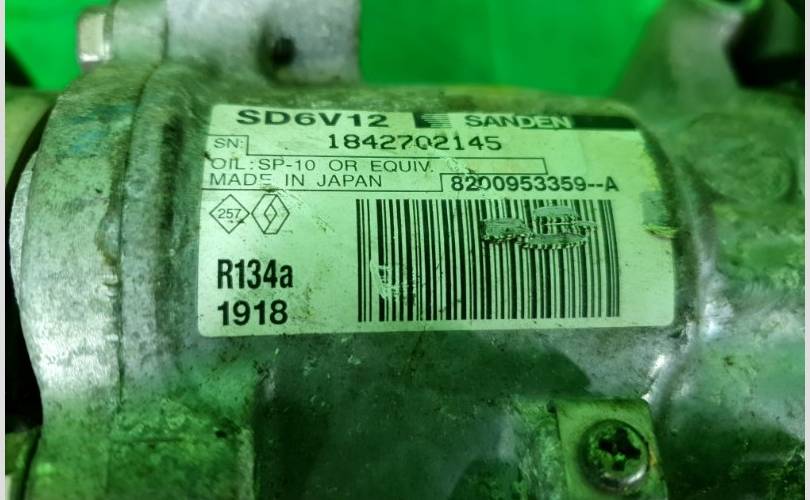 SD6V12 SANDEN
SN: 1842702145
OIL: SP-10 OR EQUIV.
MADE IN JAPAN 8200953359--A
257
R134a
1918